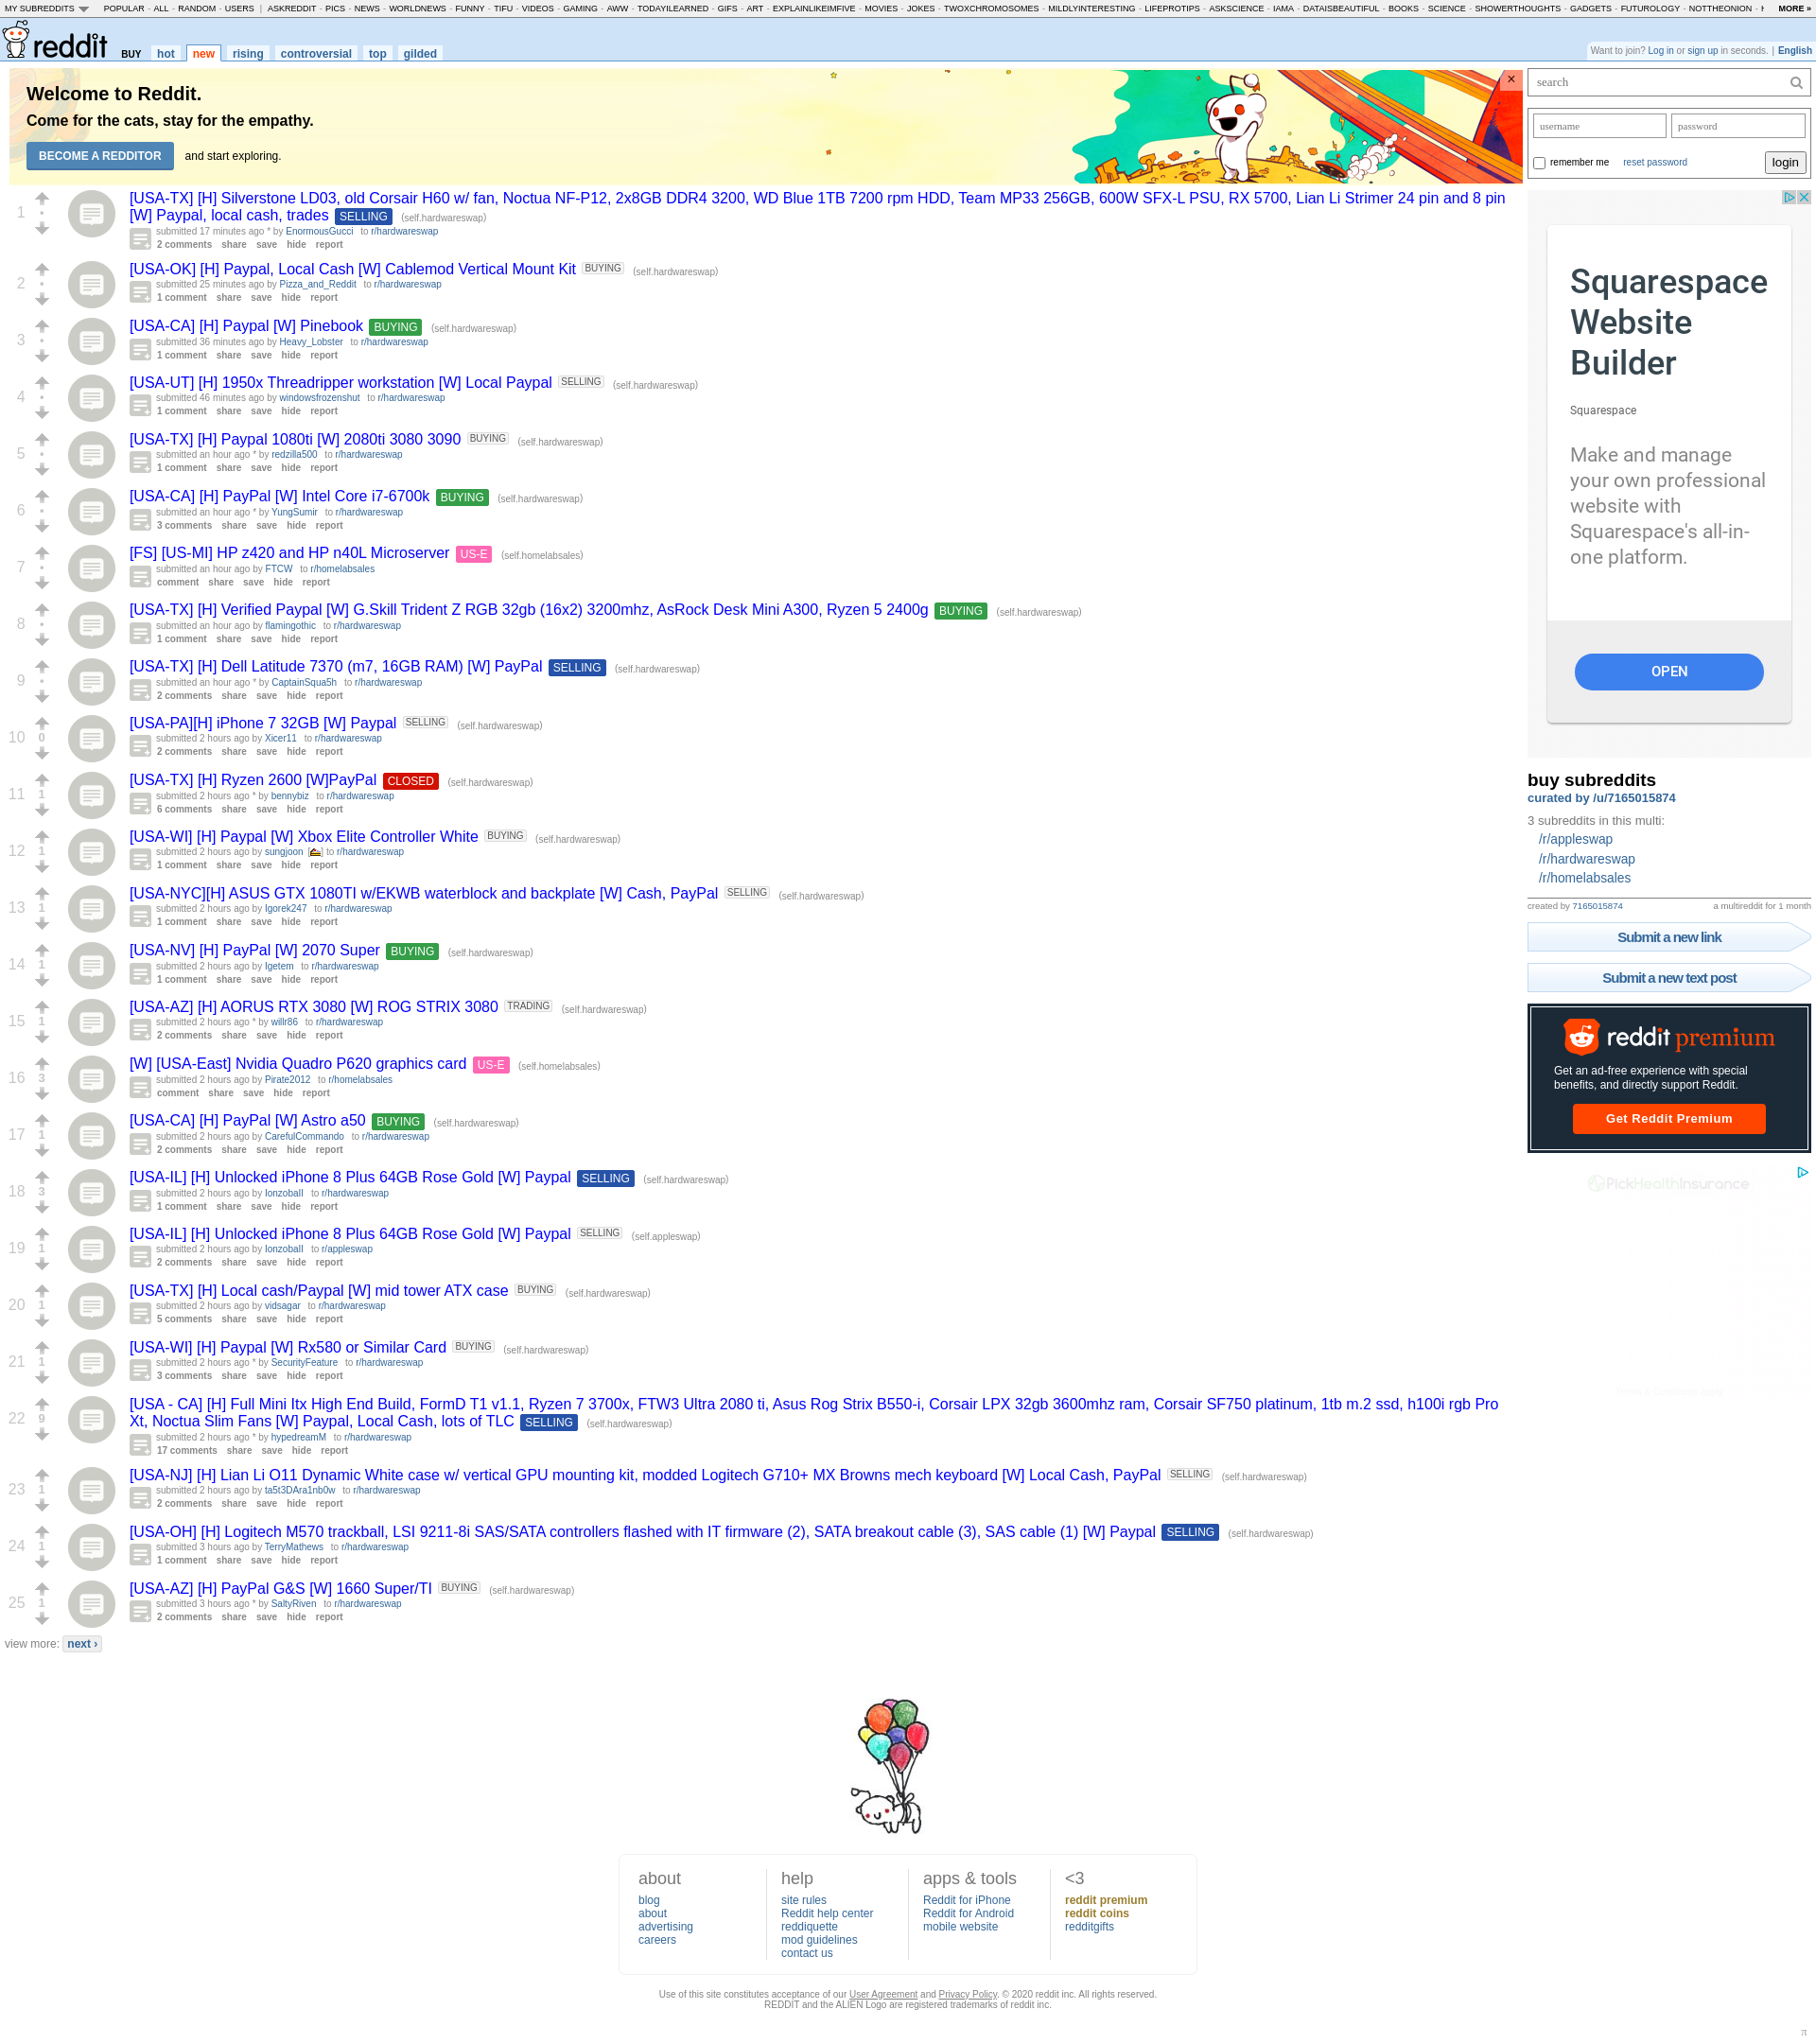 MY SUBREDDITS POPULAR - ALL - RANDOM - USERS | ASKREDDIT - PICS - NEWS - WORLDNEWS - FUNNY - TIFU - VIDEOS - GAMING - AWW - TODAYILEARNED - GIFS - ART - EXPLAINLIKEIMFIVE - MOVIES - JOKES - TWOXCHROMOSOMES - MILDLYINTERESTING - LIFEPROTIPS - ASKSCIENCE - IAMA - DATAISBEAUTIFUL - BOOKS - SCIENCE - SHOWERTHOUGHTS - GADGETS - FUTUROLOGY - NOTTHEONION - MORE »
reddit BUY hot new rising controversial top gilded
Want to join? Log in or sign up in seconds. | English
Welcome to Reddit.
Come for the cats, stay for the empathy.
BECOME A REDDITOR and start exploring.
×
1
[USA-TX] [H] Silverstone LD03, old Corsair H60 w/ fan, Noctua NF-P12, 2x8GB DDR4 3200, WD Blue 1TB 7200 rpm HDD, Team MP33 256GB, 600W SFX-L PSU, RX 5700, Lian Li Strimer 24 pin and 8 pin
[W] Paypal, local cash, trades SELLING (self.hardwareswap)
submitted 17 minutes ago * by EnormousGucci to r/hardwareswap
2 comments share save hide report
2
[USA-OK] [H] Paypal, Local Cash [W] Cablemod Vertical Mount Kit BUYING (self.hardwareswap)
submitted 25 minutes ago by Pizza_and_Reddit to r/hardwareswap
1 comment share save hide report
3
[USA-CA] [H] Paypal [W] Pinebook BUYING (self.hardwareswap)
submitted 36 minutes ago by Heavy_Lobster to r/hardwareswap
1 comment share save hide report
4
[USA-UT] [H] 1950x Threadripper workstation [W] Local Paypal SELLING (self.hardwareswap)
submitted 46 minutes ago by windowsfrozenshut to r/hardwareswap
1 comment share save hide report
5
[USA-TX] [H] Paypal 1080ti [W] 2080ti 3080 3090 BUYING (self.hardwareswap)
submitted an hour ago * by redzilla500 to r/hardwareswap
1 comment share save hide report
6
[USA-CA] [H] PayPal [W] Intel Core i7-6700k BUYING (self.hardwareswap)
submitted an hour ago * by YungSumir to r/hardwareswap
3 comments share save hide report
7
[FS] [US-MI] HP z420 and HP n40L Microserver US-E (self.homelabsales)
submitted an hour ago by FTCW to r/homelabsales
comment share save hide report
8
[USA-TX] [H] Verified Paypal [W] G.Skill Trident Z RGB 32gb (16x2) 3200mhz, AsRock Desk Mini A300, Ryzen 5 2400g BUYING (self.hardwareswap)
submitted an hour ago by flamingothic to r/hardwareswap
1 comment share save hide report
9
[USA-TX] [H] Dell Latitude 7370 (m7, 16GB RAM) [W] PayPal SELLING (self.hardwareswap)
submitted an hour ago * by CaptainSqua5h to r/hardwareswap
2 comments share save hide report
10
0
[USA-PA][H] iPhone 7 32GB [W] Paypal SELLING (self.hardwareswap)
submitted 2 hours ago by Xicer11 to r/hardwareswap
2 comments share save hide report
11
1
[USA-TX] [H] Ryzen 2600 [W]PayPal CLOSED (self.hardwareswap)
submitted 2 hours ago * by bennybiz to r/hardwareswap
6 comments share save hide report
12
1
[USA-WI] [H] Paypal [W] Xbox Elite Controller White BUYING (self.hardwareswap)
submitted 2 hours ago by sungjoon [] to r/hardwareswap
1 comment share save hide report
13
1
[USA-NYC][H] ASUS GTX 1080TI w/EKWB waterblock and backplate [W] Cash, PayPal SELLING (self.hardwareswap)
submitted 2 hours ago by Igorek247 to r/hardwareswap
1 comment share save hide report
14
1
[USA-NV] [H] PayPal [W] 2070 Super BUYING (self.hardwareswap)
submitted 2 hours ago by Igetem to r/hardwareswap
1 comment share save hide report
15
1
[USA-AZ] [H] AORUS RTX 3080 [W] ROG STRIX 3080 TRADING (self.hardwareswap)
submitted 2 hours ago * by willr86 to r/hardwareswap
2 comments share save hide report
16
3
[W] [USA-East] Nvidia Quadro P620 graphics card US-E (self.homelabsales)
submitted 2 hours ago by Pirate2012 to r/homelabsales
comment share save hide report
17
1
[USA-CA] [H] PayPal [W] Astro a50 BUYING (self.hardwareswap)
submitted 2 hours ago by CarefulCommando to r/hardwareswap
2 comments share save hide report
18
3
[USA-IL] [H] Unlocked iPhone 8 Plus 64GB Rose Gold [W] Paypal SELLING (self.hardwareswap)
submitted 2 hours ago by to r/hardwareswap
1 comment share save hide report
19
1
[USA-IL] [H] Unlocked iPhone 8 Plus 64GB Rose Gold [W] Paypal SELLING (self.appleswap)
submitted 2 hours ago by to r/appleswap
2 comments share save hide report
20
1
[USA-TX] [H] Local cash/Paypal [W] mid tower ATX case BUYING (self.hardwareswap)
submitted 2 hours ago by vidsagar to r/hardwareswap
5 comments share save hide report
21
1
[USA-WI] [H] Paypal [W] Rx580 or Similar Card BUYING (self.hardwareswap)
submitted 2 hours ago * by SecurityFeature to r/hardwareswap
3 comments share save hide report
22
9
[USA - CA] [H] Full Mini Itx High End Build, FormD T1 v1.1, Ryzen 7 3700x, FTW3 Ultra 2080 ti, Asus Rog Strix B550-i, Corsair LPX 32gb 3600mhz ram, Corsair SF750 platinum, 1tb m.2 ssd, h100i rgb Pro
Xt, Noctua Slim Fans [W] Paypal, Local Cash, lots of TLC SELLING (self.hardwareswap)
submitted 2 hours ago * by hypedreamM to r/hardwareswap
17 comments share save hide report
23
1
[USA-NJ] [H] Lian Li O11 Dynamic White case w/ vertical GPU mounting kit, modded Logitech G710+ MX Browns mech keyboard [W] Local Cash, PayPal SELLING (self.hardwareswap)
submitted 2 hours ago by ta5t3DAra1nb0w to r/hardwareswap
2 comments share save hide report
24
1
[USA-OH] [H] Logitech M570 trackball, LSI 9211-8i SAS/SATA controllers flashed with IT firmware (2), SATA breakout cable (3), SAS cable (1) [W] Paypal SELLING (self.hardwareswap)
submitted 3 hours ago by TerryMathews to r/hardwareswap
1 comment share save hide report
25
1
[USA-AZ] [H] PayPal G&S [W] 1660 Super/TI BUYING (self.hardwareswap)
submitted 3 hours ago * by SaltyRiven to r/hardwareswap
2 comments share save hide report
view more: next ›
search
username password
remember me reset password login
Squarespace
Website
Builder
Squarespace
Make and manage
your own professional
website with
Squarespace's all-in-
one platform.
OPEN
buy subreddits
curated by /u/7165015874
3 subreddits in this multi:
/r/appleswap
/r/hardwareswap
/r/homelabsales
created by 7165015874 a multireddit for 1 month
Submit a new link
Submit a new text post
reddit premium
Get an ad-free experience with special
benefits, and directly support Reddit.
Get Reddit Premium
PickHealthInsurance
about
blog
about
advertising
careers
help
site rules
Reddit help center
reddiquette
mod guidelines
contact us
apps & tools
Reddit for iPhone
Reddit for Android
mobile website
<3
reddit premium
reddit coins
redditgifts
Use of this site constitutes acceptance of our User Agreement and Privacy Policy. © 2020 reddit inc. All rights reserved.
REDDIT and the ALIEN Logo are registered trademarks of reddit inc.
π